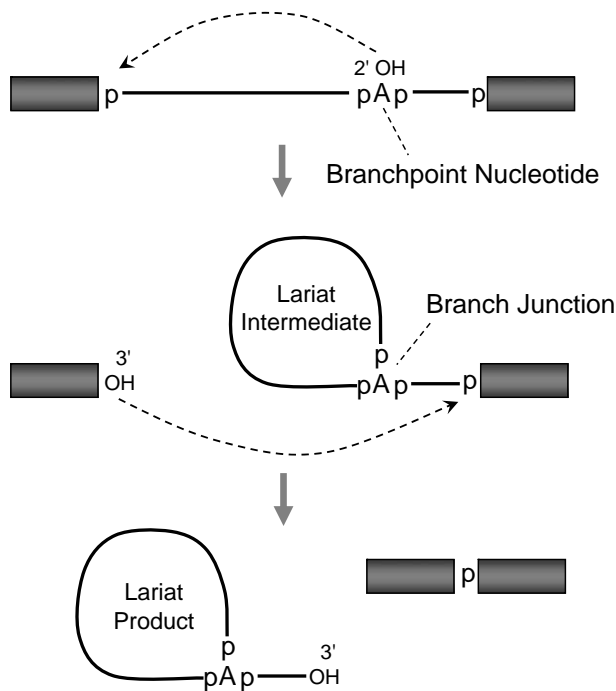 2' OH
p
pAp
p
Branchpoint Nucleotide
Lariat
Intermediate
Branch Junction
p
3'
OH
pAp
p
Lariat
Product
p
p
3'
pAp
OH